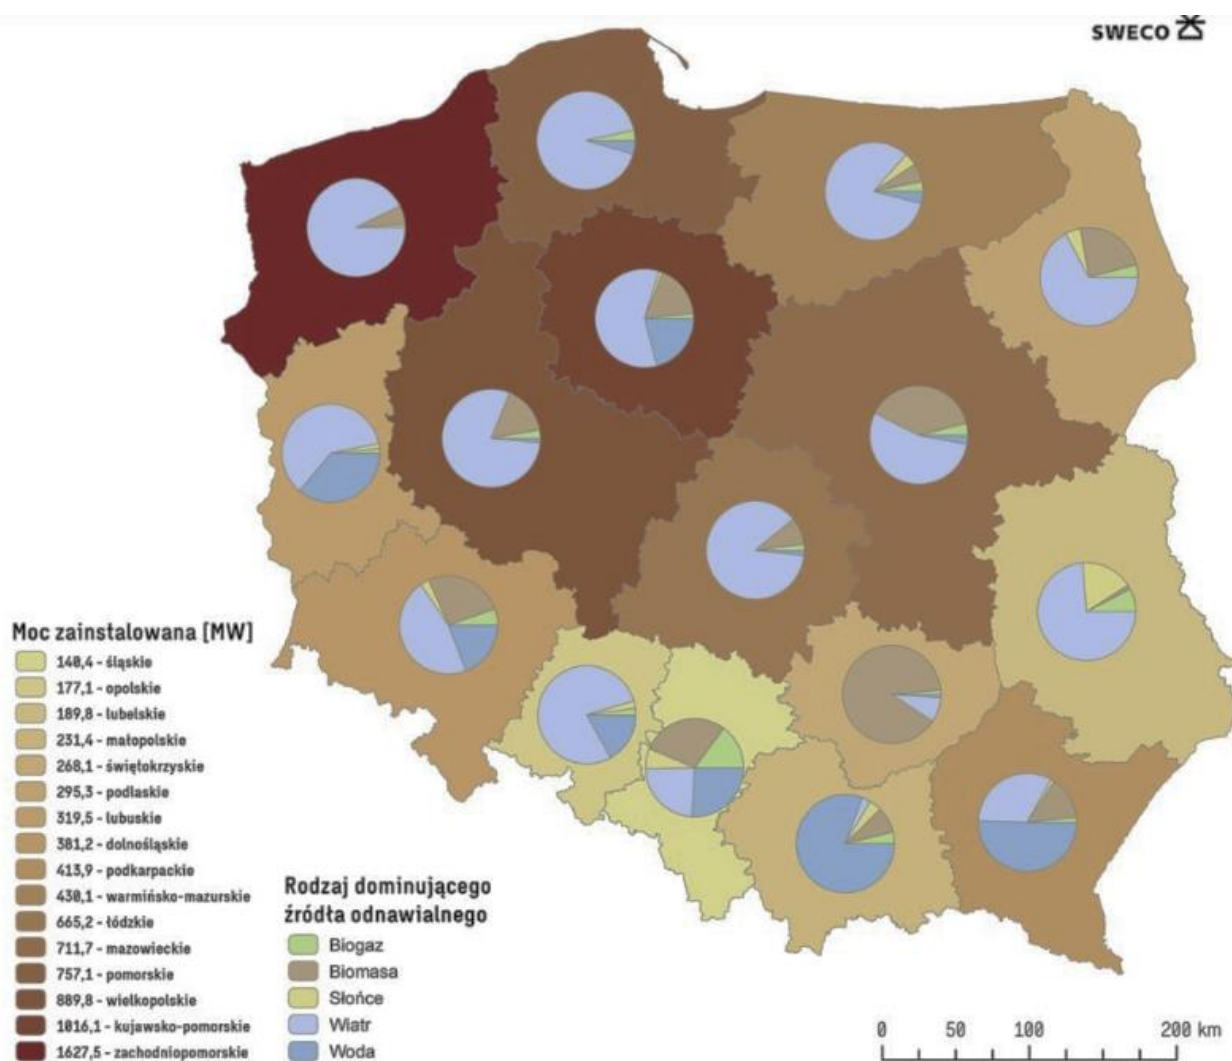 SWECO
Moc zainstalowana [MW]
140,4 - śląskie
177,1 - opolskie
189,8 - lubelskie
231,4 - małopolskie
268,1 - świętokrzyskie
295,3 - podlaskie
319,5 - lubuskie
381,2 - dolnośląskie
413,9 - podkarpackie
430,1 - warmińsko-mazurskie
665,2 - łódzkie
711,7 - mazowieckie
757,1 - pomorskie
889,8 - wielkopolskie
1016,1 - kujawsko-pomorskie
1627,5 - zachodniopomorskie
Rodzaj dominującego
źródła odnawialnego
Biogaz
Biomasa
Słońce
Wiatr
Woda
0 50 100 200 km